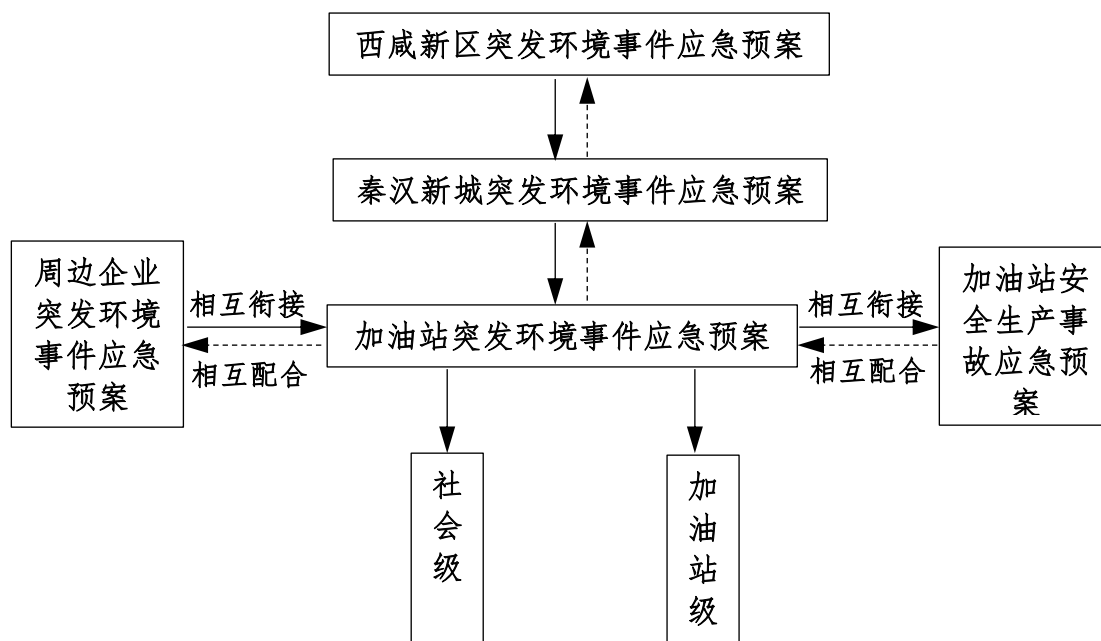 西咸新区突发环境事件应急预案
秦汉新城突发环境事件应急预案
周边企业
突发环境
事件应急
预案
相互衔接
相互配合
加油站突发环境事件应急预案
相互衔接
相互配合
加油站安
全生产事
故应急预
案
社
会
级
加
油
站
级